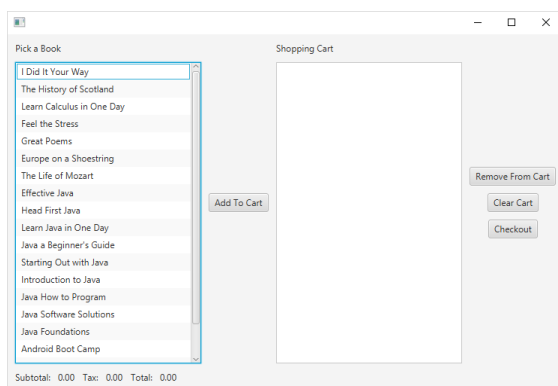 Pick a Book
Shopping Cart
I Did It Your Way
The History of Scotland
Learn Calculus in One Day
Feel the Stress
Great Poems
Europe on a Shoestring
The Life of Mozart
Effective Java
Head First Java
Learn Java in One Day
Java a Beginner's Guide
Starting Out with Java
Introduction to Java
Java How to Program
Java Software Solutions
Java Foundations
Android Boot Camp
Add To Cart
Remove From Cart
Clear Cart
Checkout
Subtotal: 0.00 Tax: 0.00 Total: 0.00